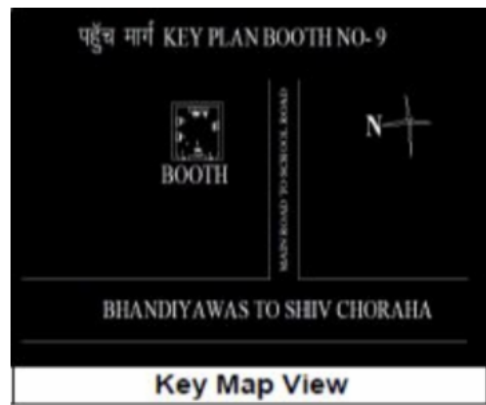 पहुँच मार्ग KEY PLAN BOOTH NO- 9
N
BOOTH
MAIN ROAD TO SCHOOL ROAD
BHANDIYAWAS TO SHIV CHORAHA
Key Map View